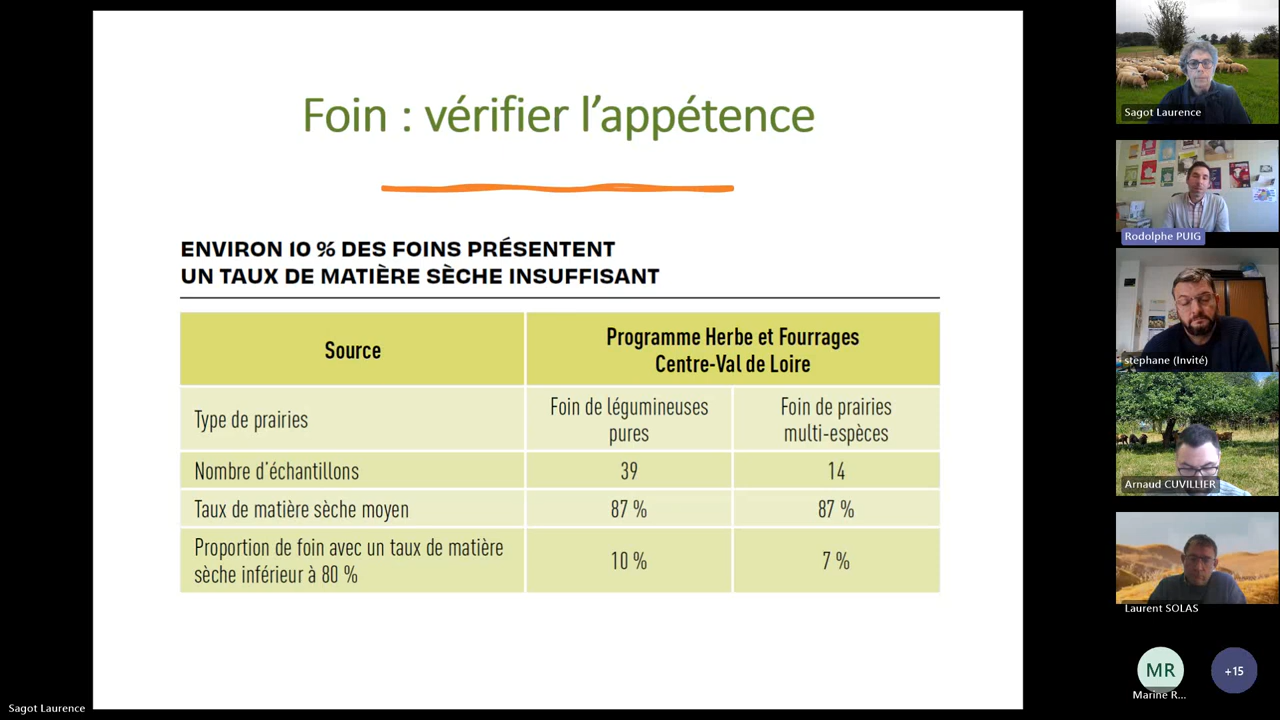 Foin : vérifier l'appétence
ENVIRON 10 % DES FOINS PRÉSENTENT
UN TAUX DE MATIÈRE SÈCHE INSUFFISANT
Source
Programme Herbe et Fourrages
Centre-Val de Loire
Type de prairies
Foin de légumineuses
pures
Foin de prairies
multi-espèces
Nombre d'échantillons
39
14
Taux de matière sèche moyen
87 %
87 %
Proportion de foin avec un taux de matière
sèche inférieur à 80 %
10 %
7 %
Sagot Laurence
Sagot Laurence
Rodolphe PUIG
stephane (Invité)
Arnaud CUVILLIER
Laurent SOLAS
MR
Marine R...
+15